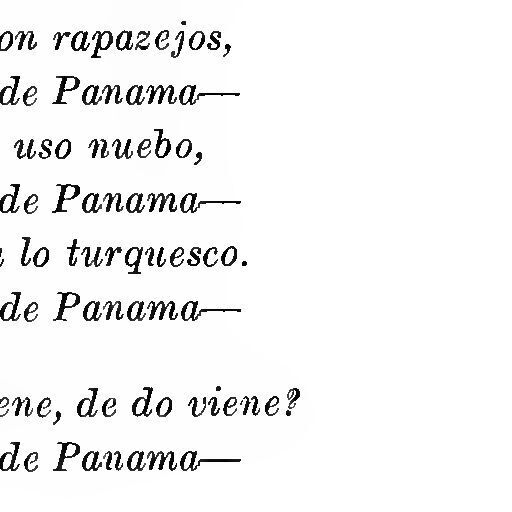 on rapazejos,
de Panama—
uso nuebo,
de Panama—
lo turquesco.
de Panama—
ene, de do viene?
de Panama—